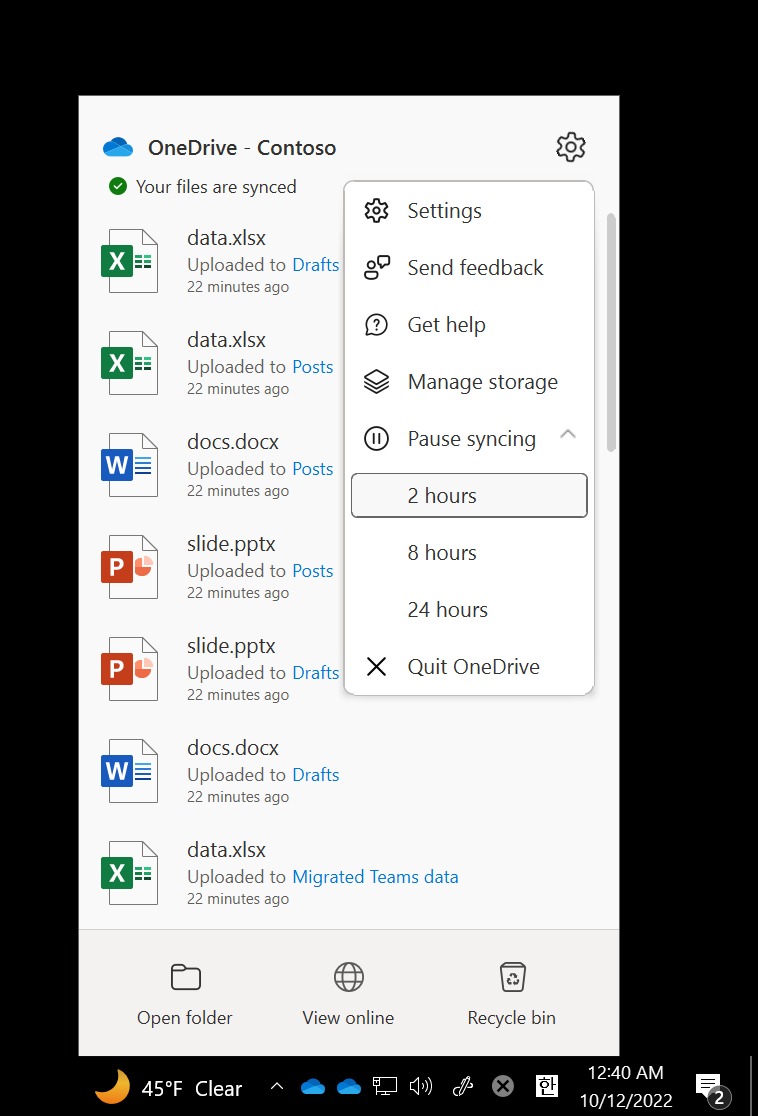 OneDrive - Contoso
Your files are synced
data.xlsx
Uploaded to Drafts
22 minutes ago
data.xlsx
Uploaded to Posts
22 minutes ago
docs.docx
Uploaded to Posts
22 minutes ago
slide.pptx
Uploaded to Posts
22 minutes ago
slide.pptx
Uploaded to Drafts
22 minutes ago
docs.docx
Uploaded to Drafts
22 minutes ago
data.xlsx
Uploaded to Migrated Teams data
22 minutes ago
Settings
Send feedback
Get help
Manage storage
Pause syncing
2 hours
8 hours
24 hours
Quit OneDrive
Open folder
View online
Recycle bin
45°F Clear
한
12:40 AM
10/12/2022
2